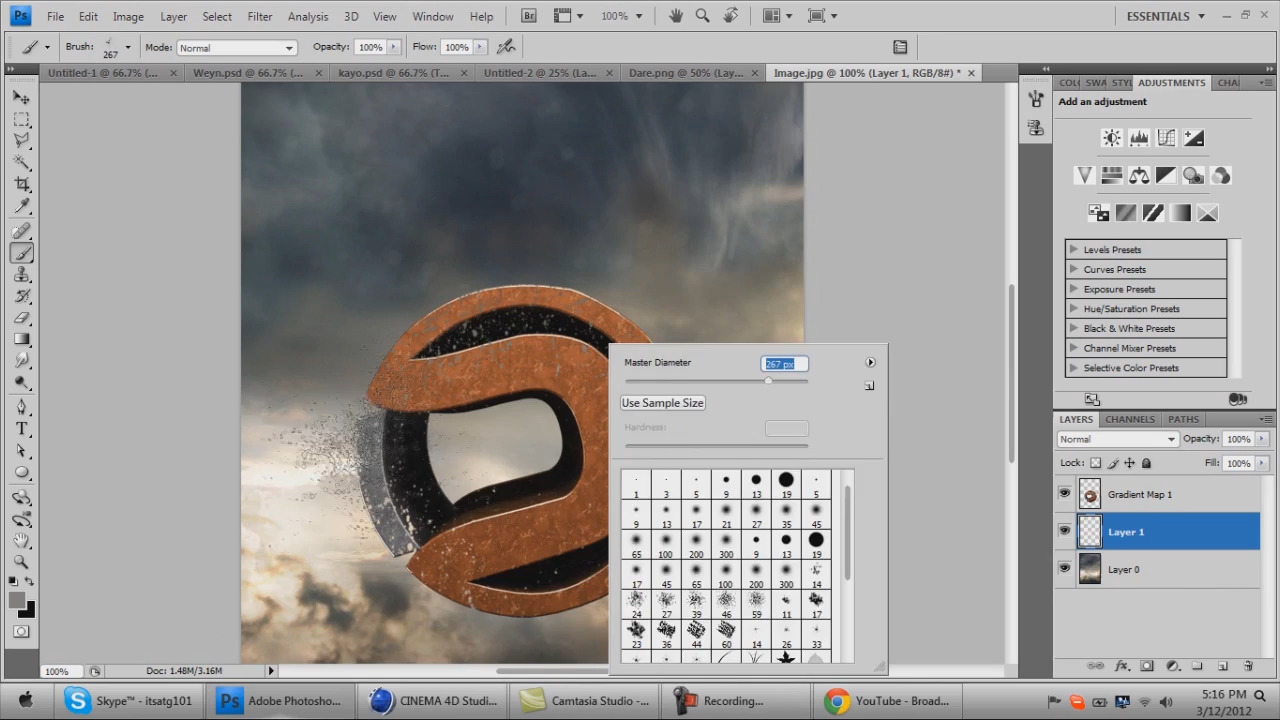 Ps File Edit Image Layer Select Filter Analysis 3D View Window Help Br 100% ESSENTIALS
Brush: 267 Mode: Normal Opacity: 100% Flow: 100%
Untitled-1 @ 66.7% (... Weyn.psd @ 66.7% (... kayo.psd @ 66.7% (T... Untitled-2 @ 25% (La... Dare.png @ 50% (Lay... Image.jpg @ 100% (Layer 1, RGB/8#) *
COL SWA STYL ADJUSTMENTS CHA
Add an adjustment
Levels Presets
Curves Presets
Exposure Presets
Hue/Saturation Presets
Black & White Presets
Channel Mixer Presets
Selective Color Presets
LAYERS CHANNELS PATHS
Normal Opacity: 100%
Lock: Fill: 100%
Gradient Map 1
Layer 1
Layer 0
Master Diameter 267 px
Use Sample Size
Hardness:
1 3 5 9 13 19 5
9 13 17 21 27 35 45
65 100 200 300 9 13 19
17 45 65 100 200 300 14
24 27 39 46 59 11 17
23 36 44 60 14 26 33
T
100% Doc: 1.48M/3.16M
Skype™ - itsatg101 Ps Adobe Photosho... CINEMA 4D Studi... Camtasia Studio -... Recording... YouTube - Broad...
5:16 PM
3/12/2012